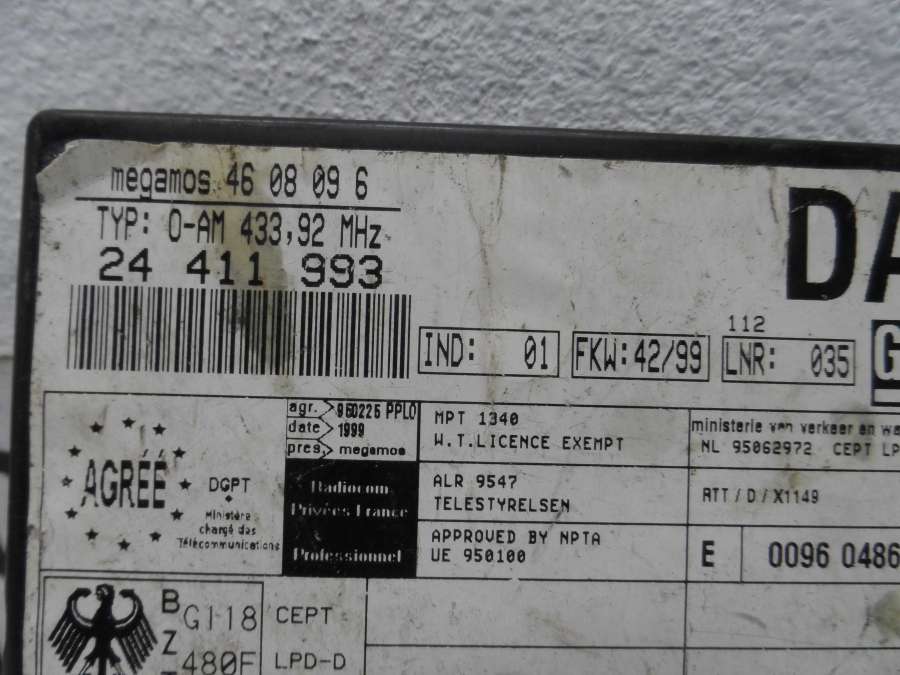 megamos 46 08 09 6
TYP: O-AM 433,92 MHz
24 411 993
DA
112
IND: 01
FKW: 42/99
LNR: 035
G
AGRÉÉ
DGPT
Ministère
chargé des
Télécommunications
agr. 950225 PPL0
date 1999
pres. megamos
Radiocom
Privées France
Professionnel
MPT 1340
W.T.LICENCE EXEMPT
ALR 9547
TELESTYRELSEN
APPROVED BY NPTA
UE 950100
ministerie van verkeer en wa
NL 95062972 CEPT LP
RTT / D / X1149
E 0096 0486
B
Z
G118
480F
CEPT
LPD-D